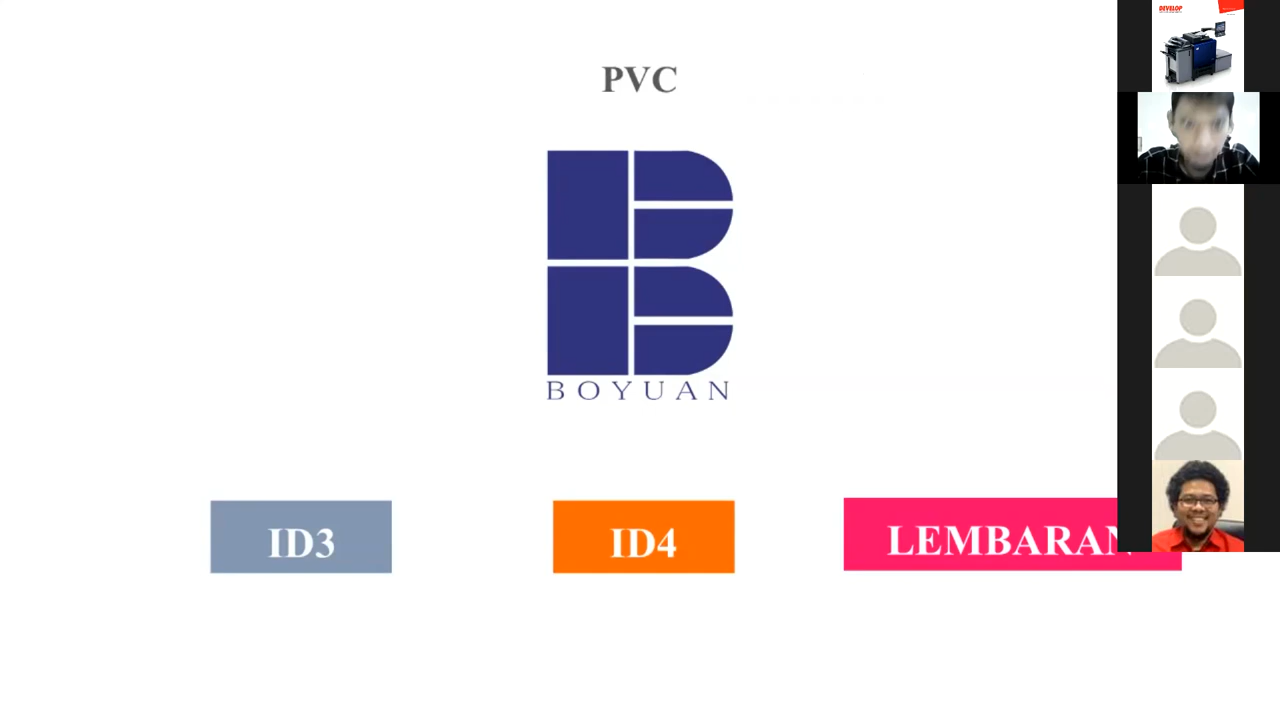 PVC
BOYUAN
ID3
ID4
LEMBARAN
DEVELOP